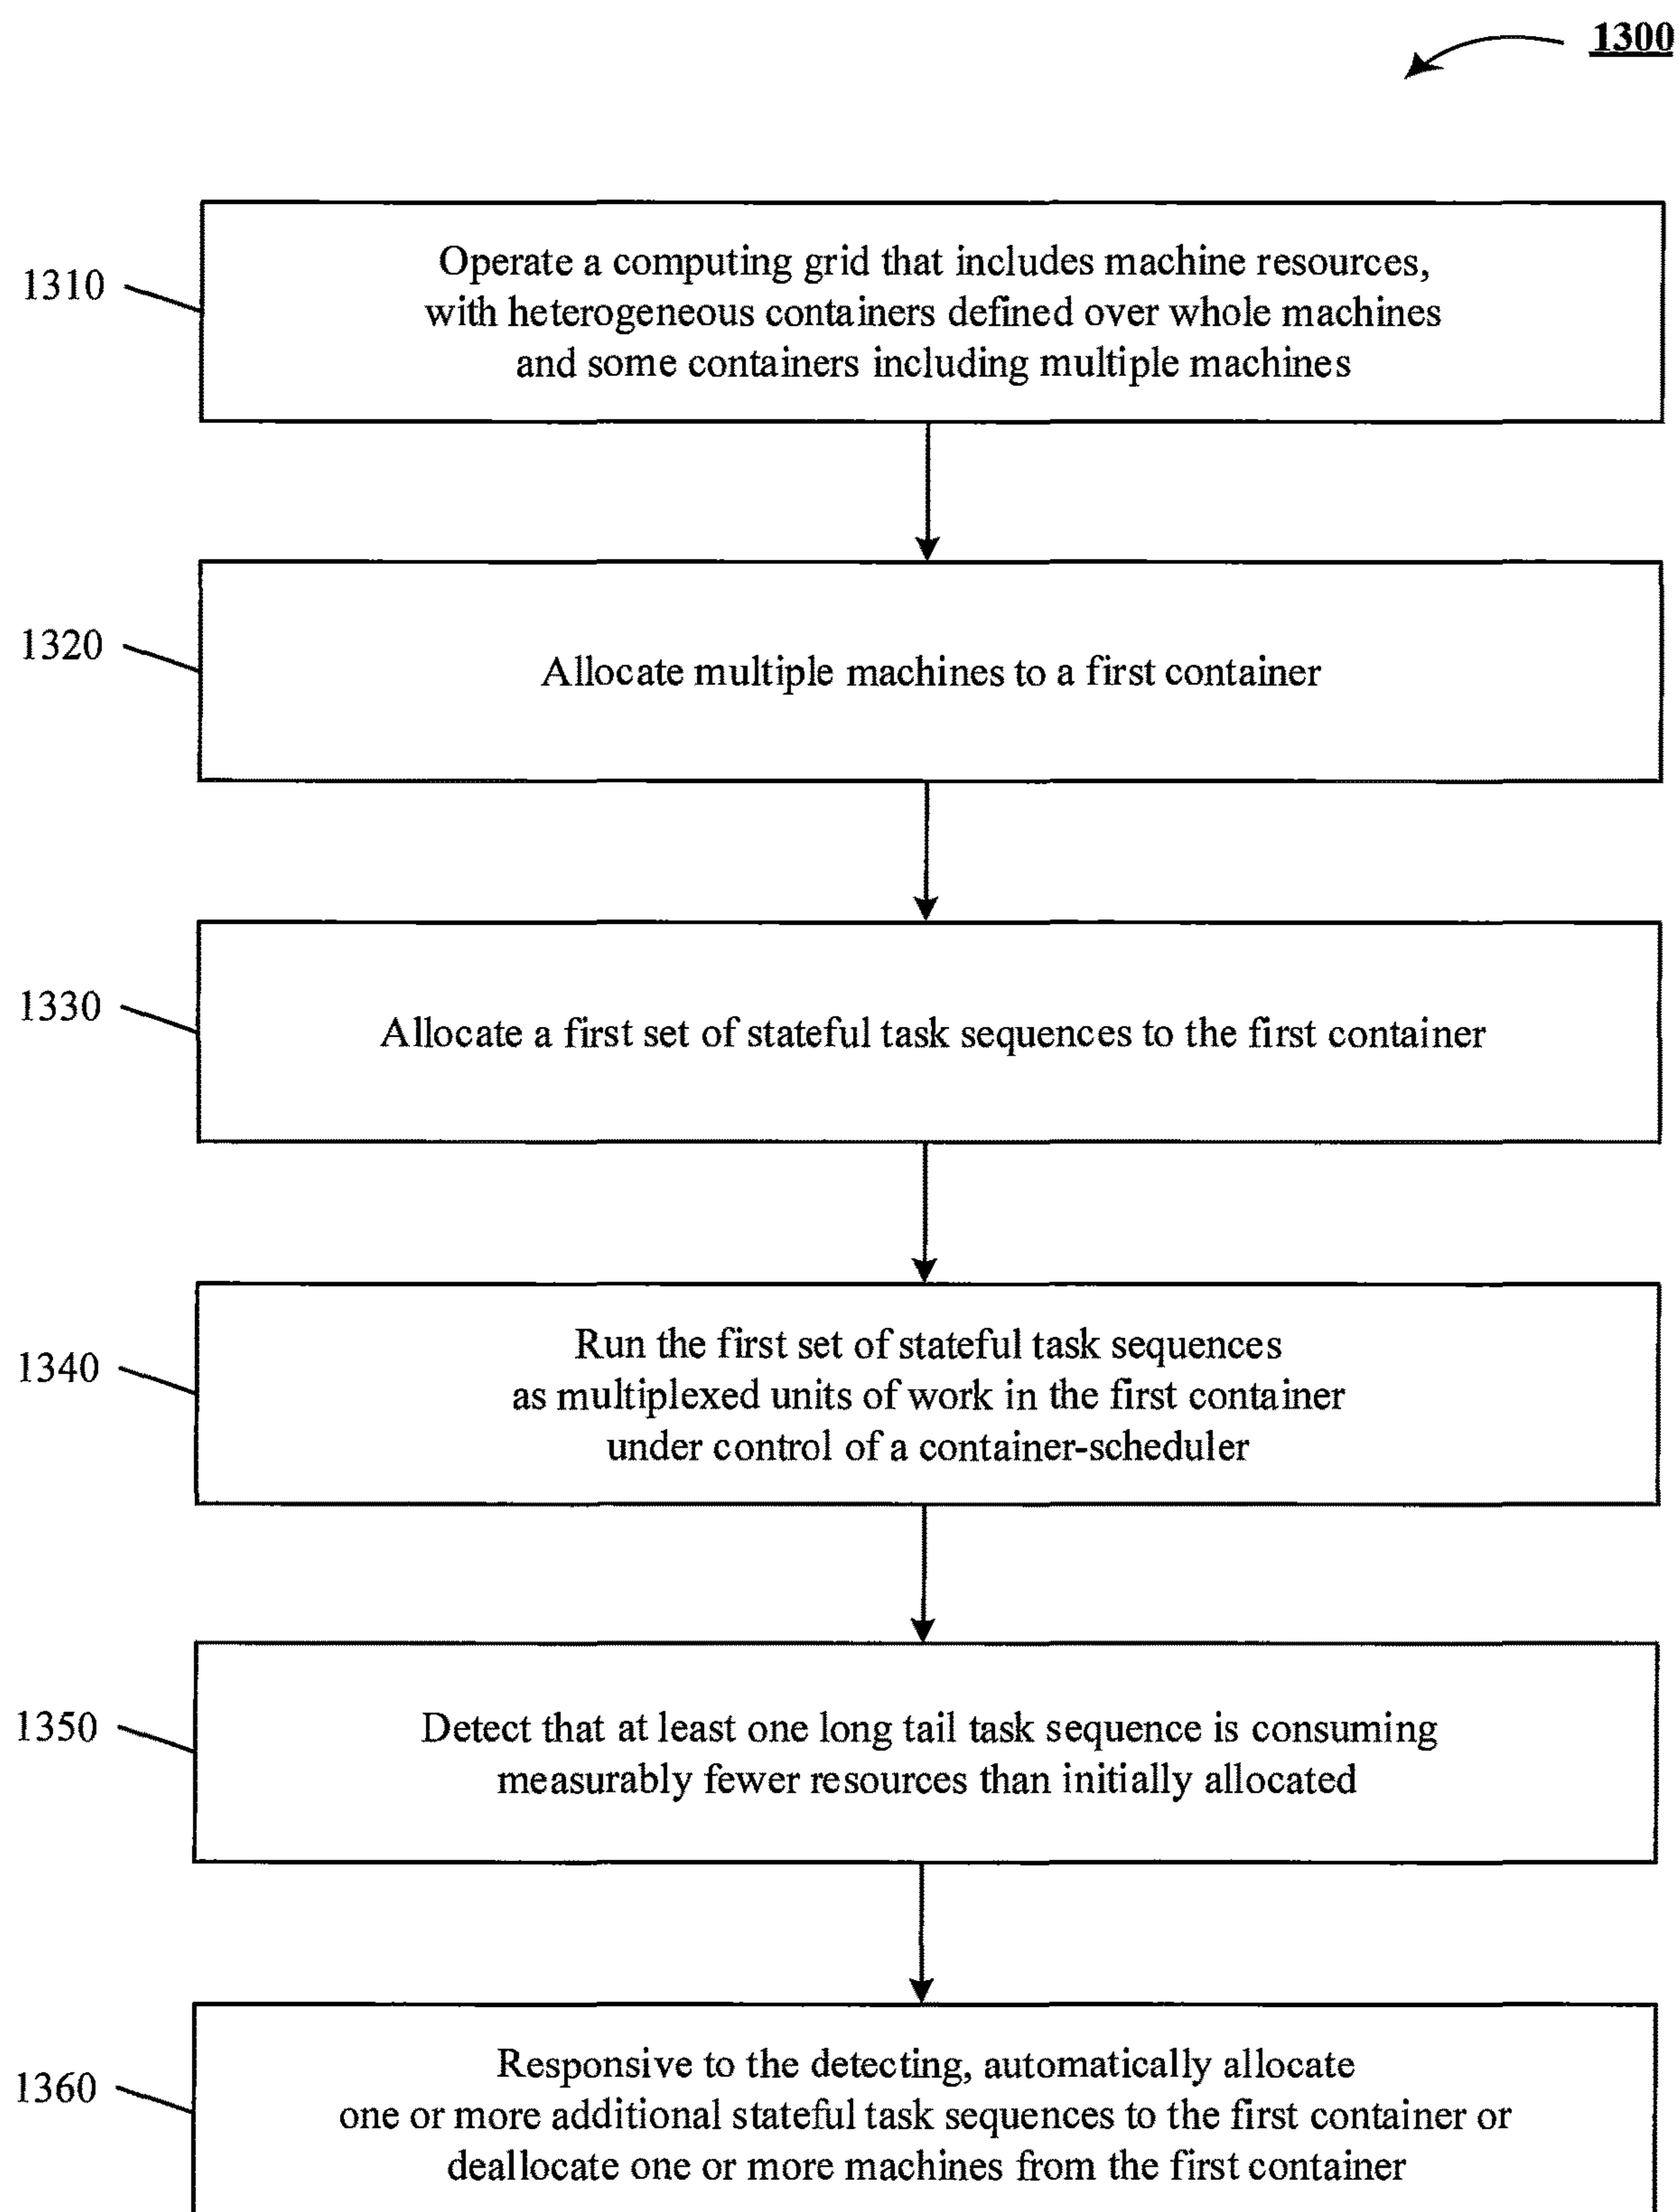 1300
1310
Operate a computing grid that includes machine resources,
with heterogeneous containers defined over whole machines
and some containers including multiple machines
1320
Allocate multiple machines to a first container
1330
Allocate a first set of stateful task sequences to the first container
1340
Run the first set of stateful task sequences
as multiplexed units of work in the first container
under control of a container-scheduler
1350
Detect that at least one long tail task sequence is consuming
measurably fewer resources than initially allocated
1360
Responsive to the detecting, automatically allocate
one or more additional stateful task sequences to the first container or
deallocate one or more machines from the first container